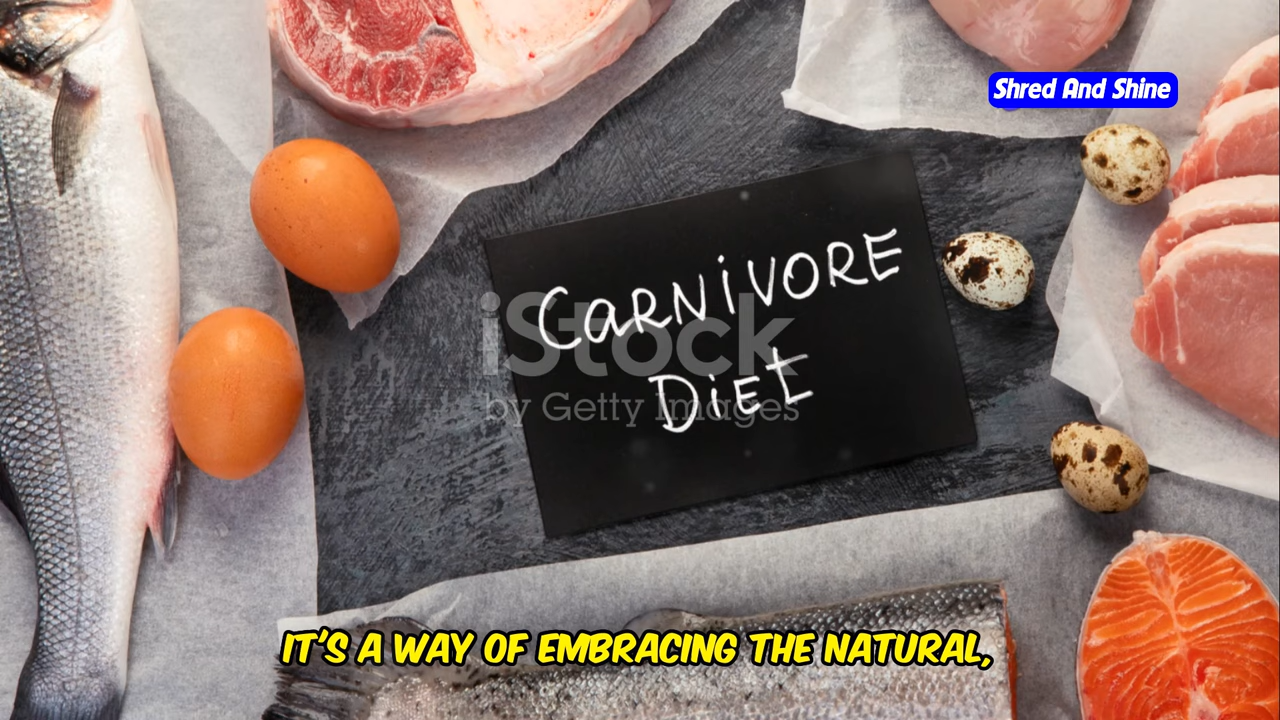 Shred And Shine
CARNIVORE
DiEt
iStock
by Getty Images
IT'S A WAY OF EMBRACING THE NATURAL,